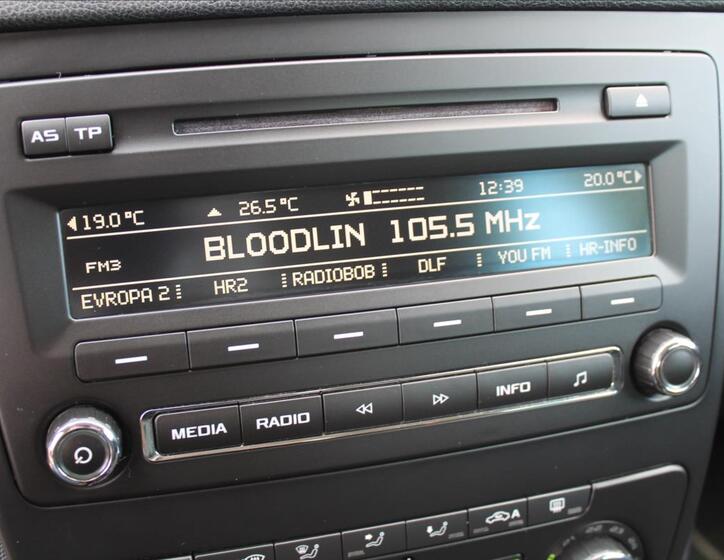 AS TP
19.0 °C 26.5 °C 12:39 20.0 °C
BLOODLIN 105.5 MHz
FM3
EVROPA 2 HR2 RADIOBOB DLF YOU FM HR-INFO
MEDIA RADIO INFO
A